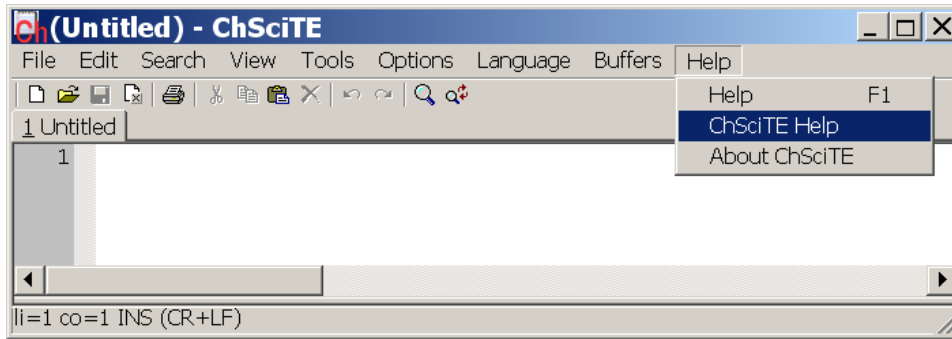 Ch (Untitled) - ChSciTE
File Edit Search View Tools Options Language Buffers Help
Help F1
1 Untitled
ChSciTE Help
1
About ChSciTE
li=1 co=1 INS (CR+LF)